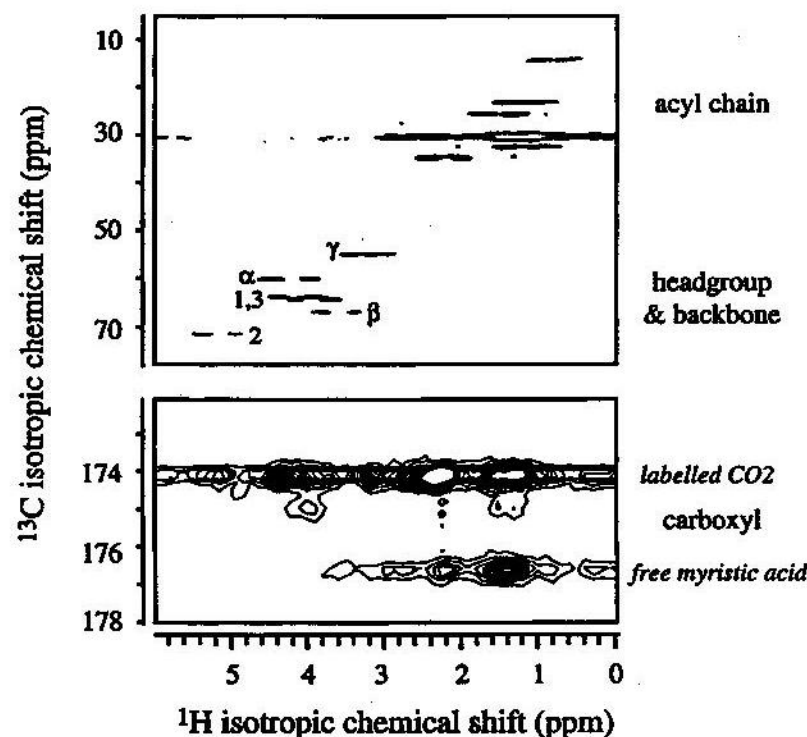 10
30
50
70
174
176
178
13C isotropic chemical shift (ppm)
acyl chain
γ
α
1,3
β
2
headgroup
& backbone
labelled CO2
carboxyl
free myristic acid
5 4 3 2 1 0
1H isotropic chemical shift (ppm)